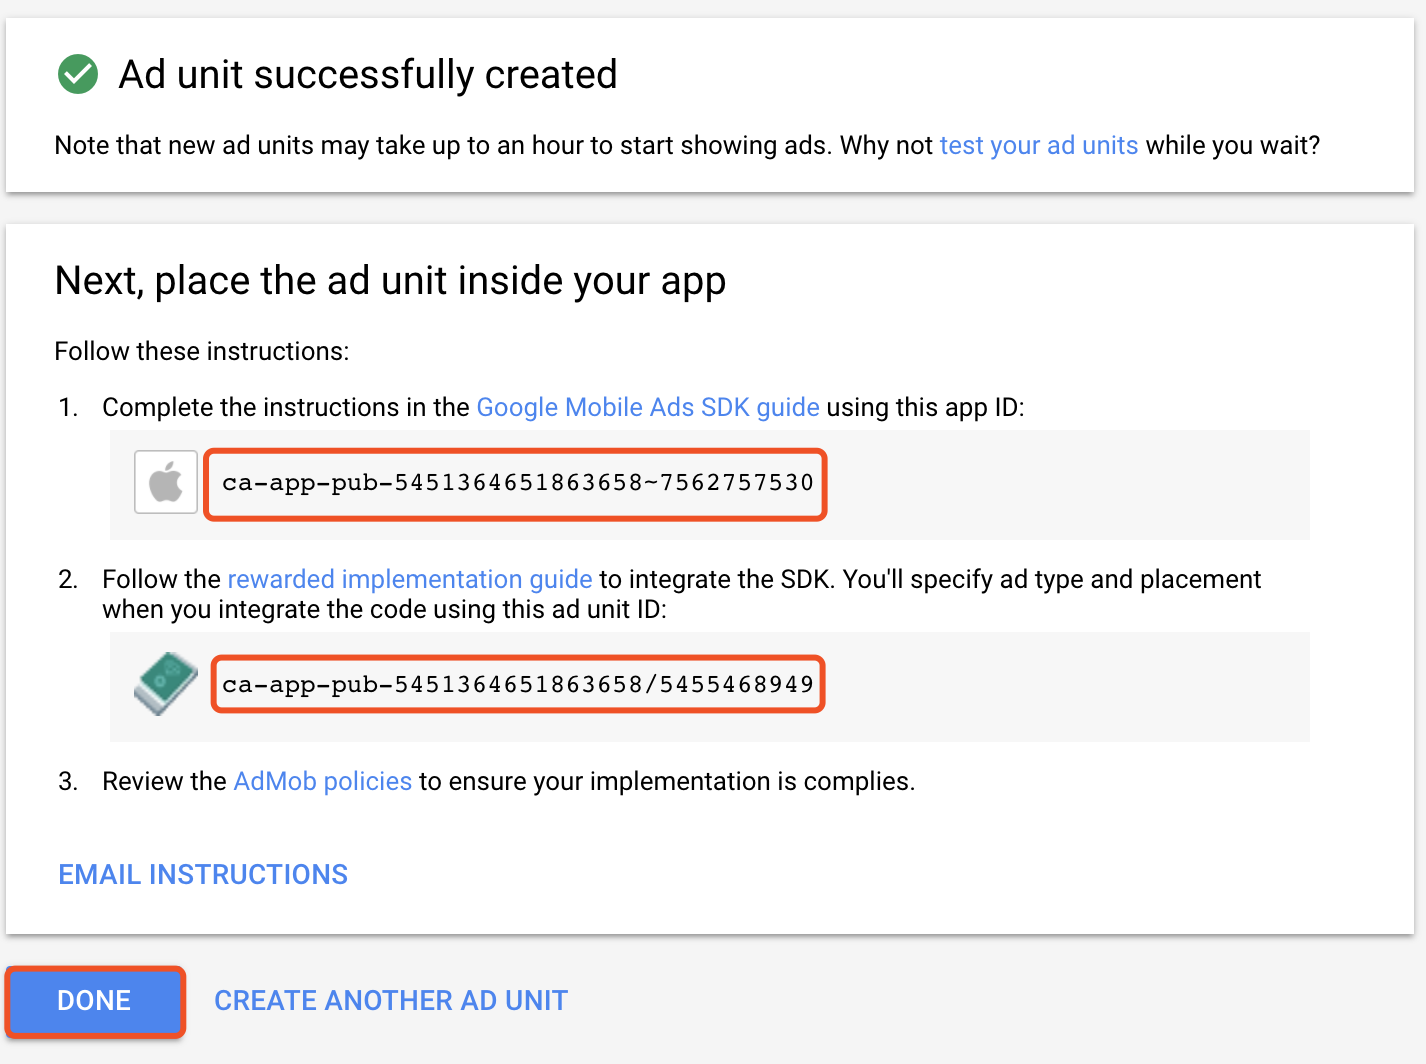 Ad unit successfully created
Note that new ad units may take up to an hour to start showing ads. Why not test your ad units while you wait?
Next, place the ad unit inside your app
Follow these instructions:
1. Complete the instructions in the Google Mobile Ads SDK guide using this app ID:
ca-app-pub-5451364651863658~7562757530
2. Follow the rewarded implementation guide to integrate the SDK. You'll specify ad type and placement
when you integrate the code using this ad unit ID:
ca-app-pub-5451364651863658/5455468949
3. Review the AdMob policies to ensure your implementation is complies.
EMAIL INSTRUCTIONS
DONE CREATE ANOTHER AD UNIT